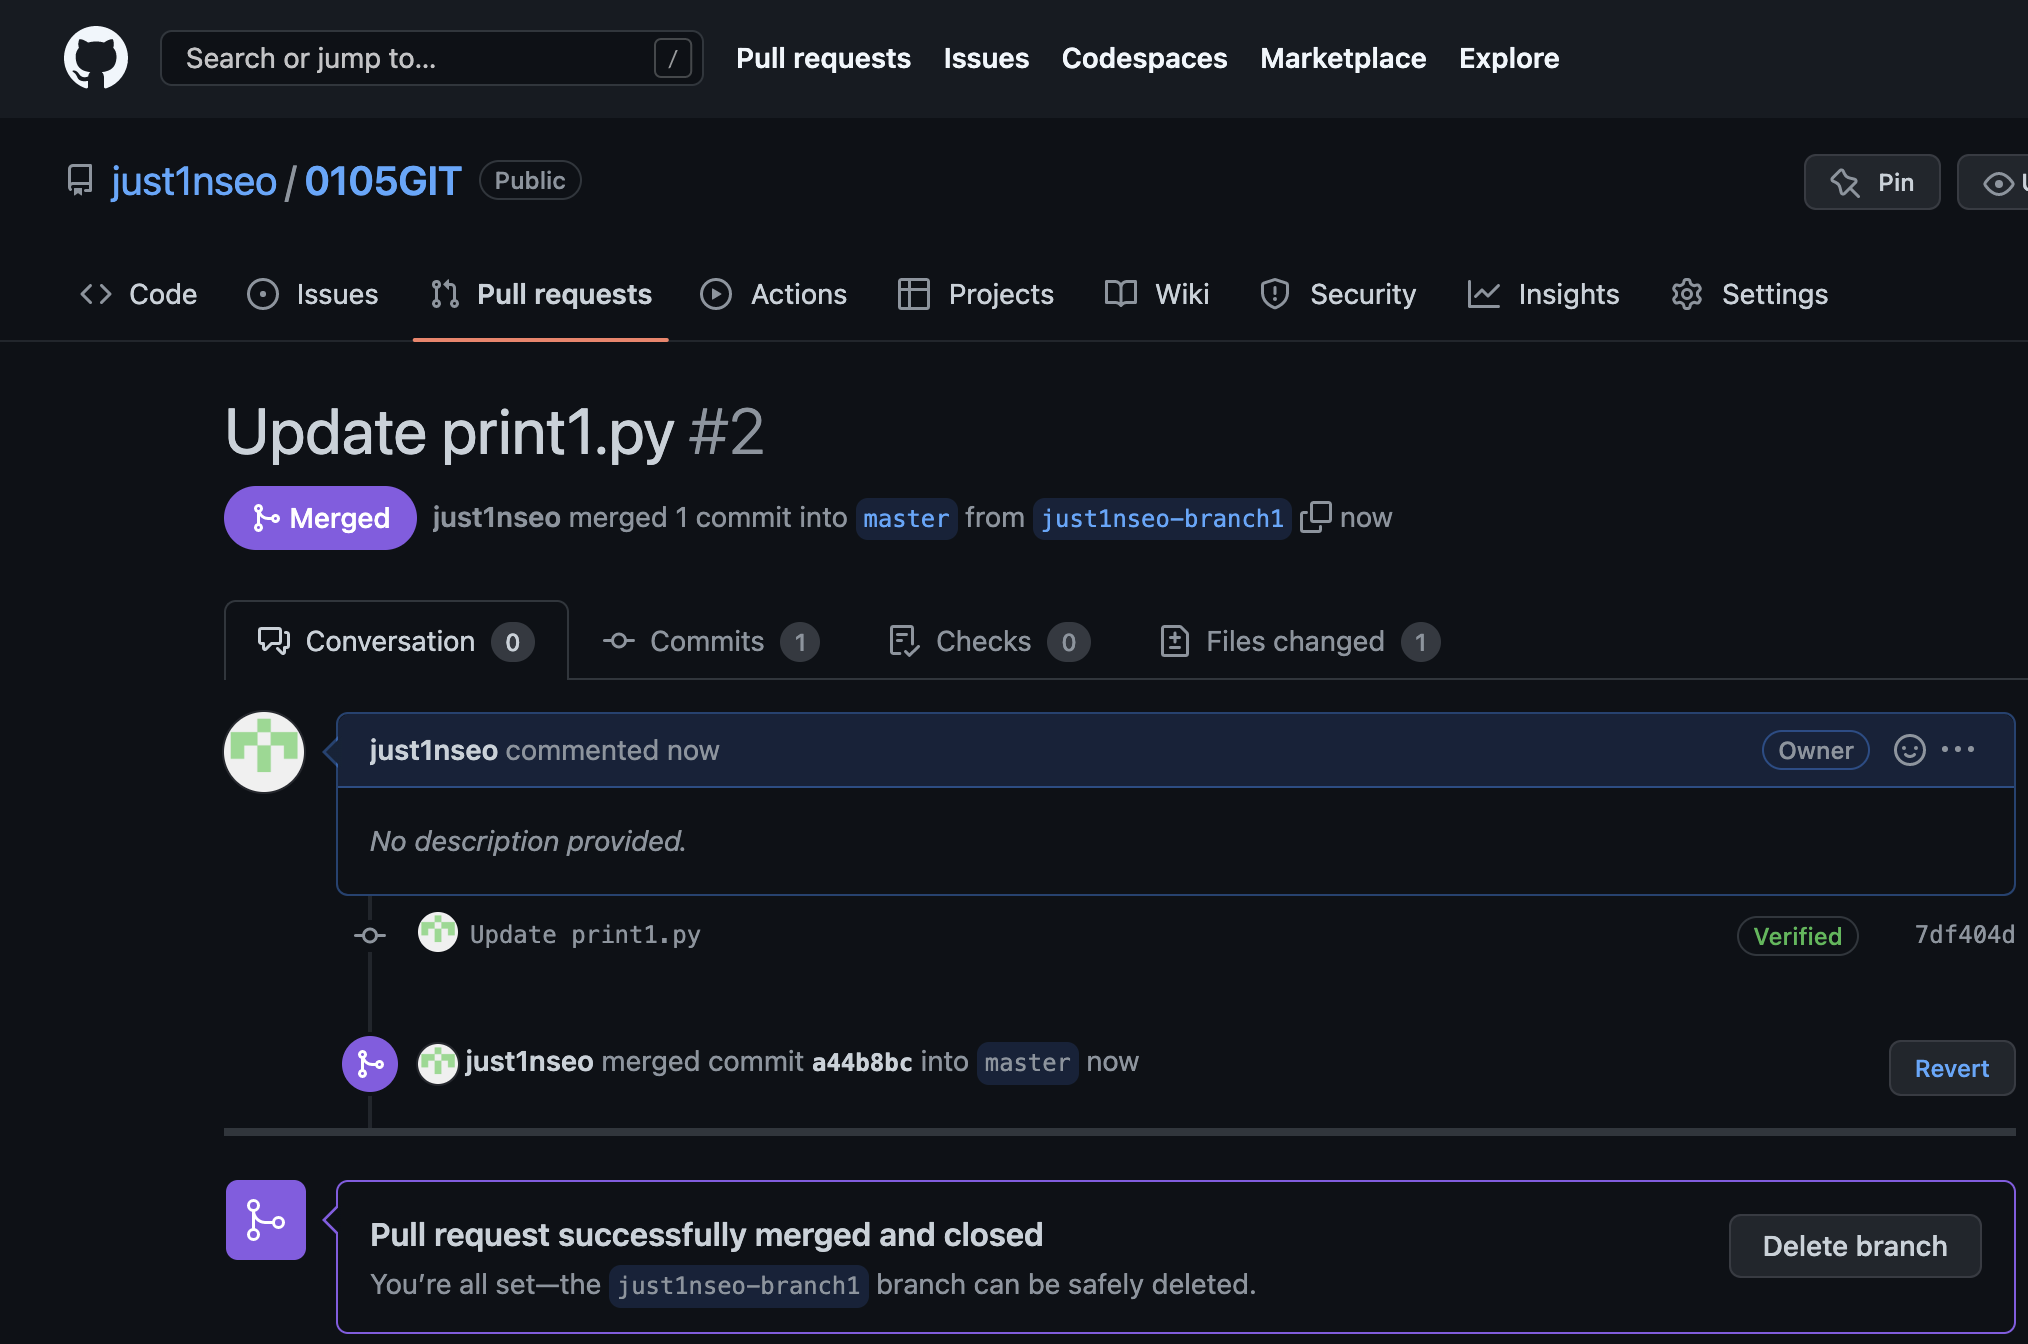 Search or jump to... / Pull requests Issues Codespaces Marketplace Explore
just1nseo / 0105GIT Public Pin
Code Issues Pull requests Actions Projects Wiki Security Insights Settings
Update print1.py #2
Merged just1nseo merged 1 commit into master from just1nseo-branch1 now
Conversation 0 Commits 1 Checks 0 Files changed 1
just1nseo commented now Owner
No description provided.
Update print1.py Verified 7df404d
just1nseo merged commit a44b8bc into master now Revert
Pull request successfully merged and closed
You’re all set—the just1nseo-branch1 branch can be safely deleted.
Delete branch